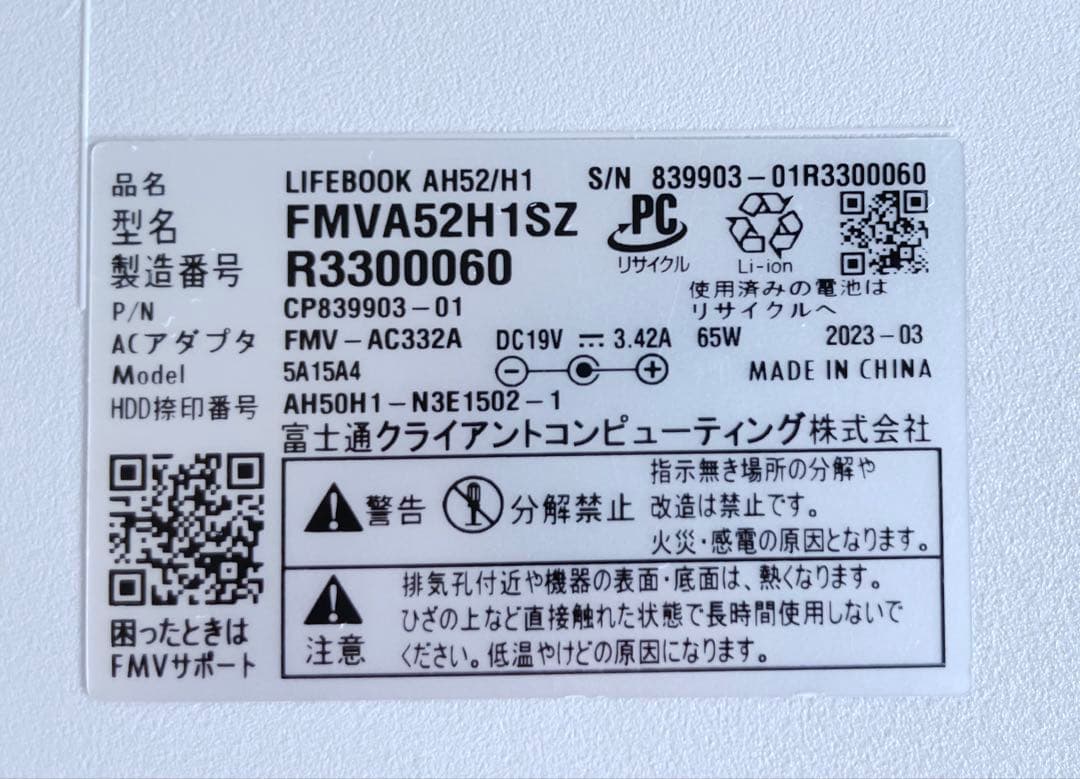 品名 LIFEBOOK AH52/H1 S/N 839903-01R3300060
型名 FMVA52H1SZ
PC
リサイクル
Li-ion
製造番号 R3300060
使用済みの電池は
リサイクルへ
P/N CP839903-01
ACアダプタ FMV-AC332A DC19V 3.42A 65W 2023-03
Model 5A15A4
MADE IN CHINA
HDD捺印番号 AH50H1-N3E1502-1
富士通クライアントコンピューティング株式会社
警告 分解禁止
指示無き場所の分解や
改造は禁止です。
火災・感電の原因となります。
注意
排気孔付近や機器の表面・底面は、熱くなります。
ひざの上など直接触れた状態で長時間使用しないで
ください。低温やけどの原因になります。
困ったときは
FMVサポート